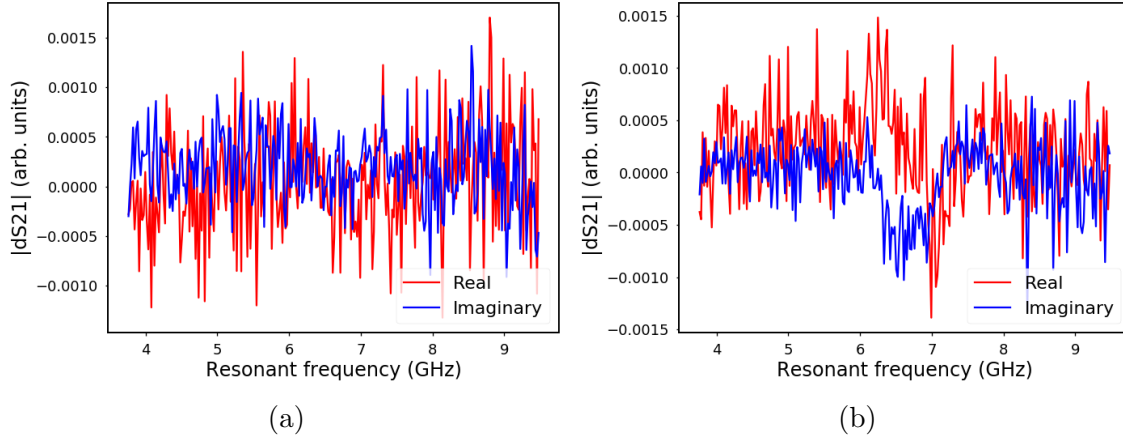 0.0015
0.0010
0.0005
0.0000
−0.0005
−0.0010
|dS21| (arb. units)
Real
Imaginary
4 5 6 7 8 9
Resonant frequency (GHz)
(a)
0.0015
0.0010
0.0005
0.0000
−0.0005
−0.0010
−0.0015
|dS21| (arb. units)
Real
Imaginary
4 5 6 7 8 9
Resonant frequency (GHz)
(b)